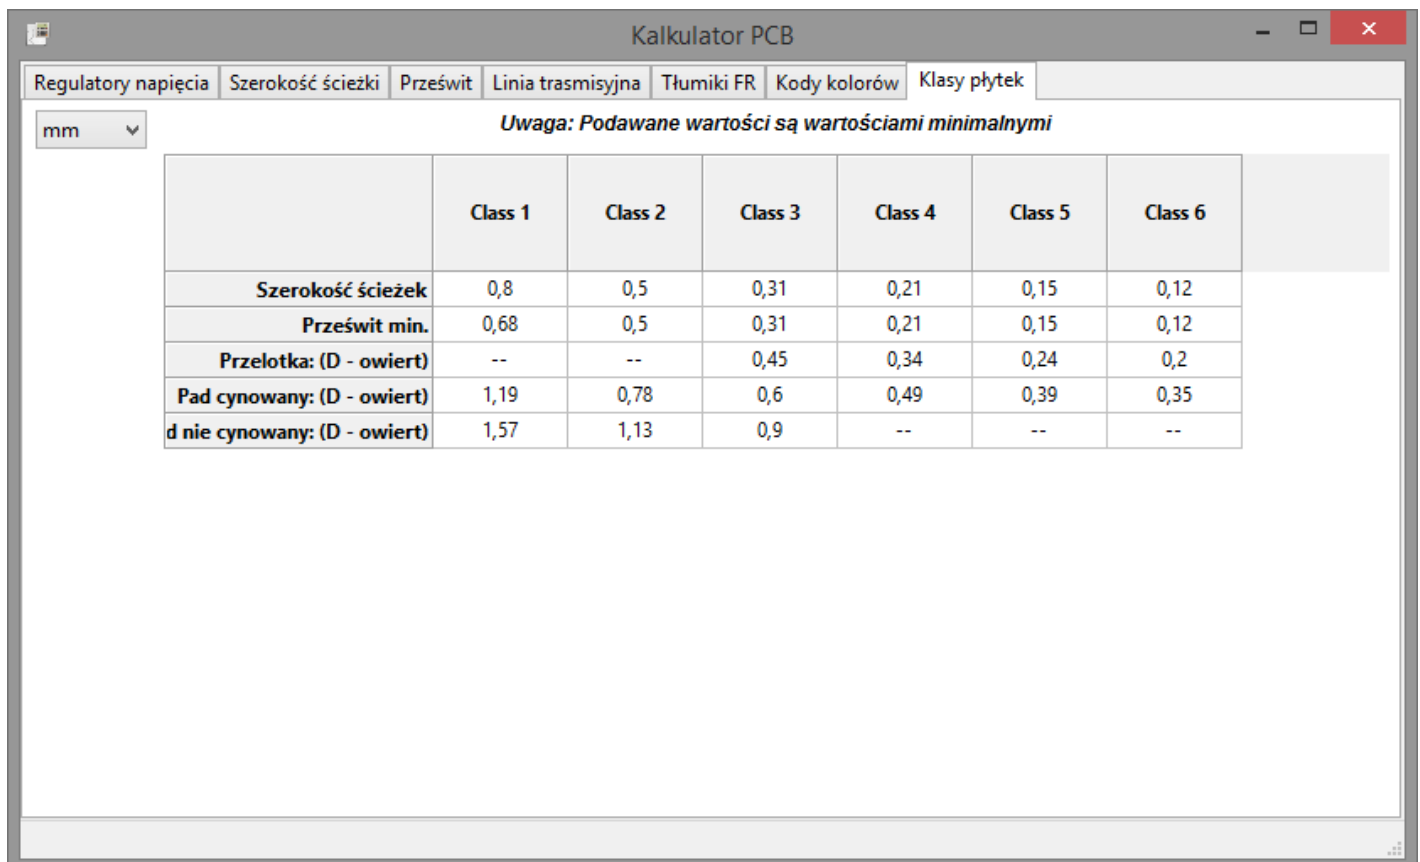 Kalkulator PCB
Regulatory napięcia Szerokość ścieżki Prześwit Linia trasmisyjna Tłumiki FR Kody kolorów Klasy płytek
mm Uwaga: Podawane wartości są wartościami minimalnymi
Class 1 Class 2 Class 3 Class 4 Class 5 Class 6
Szerokość ścieżek 0,8 0,5 0,31 0,21 0,15 0,12
Prześwit min. 0,68 0,5 0,31 0,21 0,15 0,12
Przelotka: (D - owiert) -- -- 0,45 0,34 0,24 0,2
Pad cynowany: (D - owiert) 1,19 0,78 0,6 0,49 0,39 0,35
d nie cynowany: (D - owiert) 1,57 1,13 0,9 -- -- --